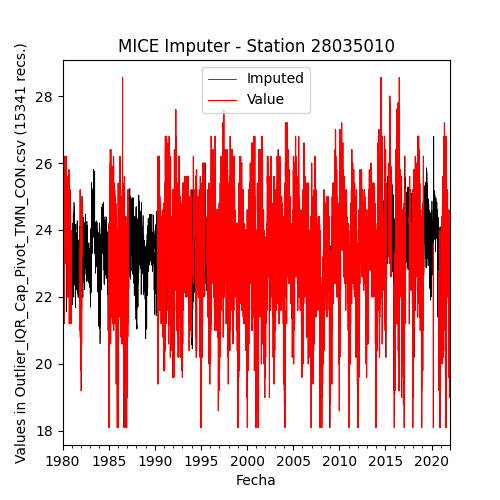 MICE Imputer - Station 28035010
Imputed
Value
Values in Outlier_IQR_Cap_Pivot_TMN_CON.csv (15341 recs.)
28
26
24
22
20
18
1980 1985 1990 1995 2000 2005 2010 2015 2020
Fecha